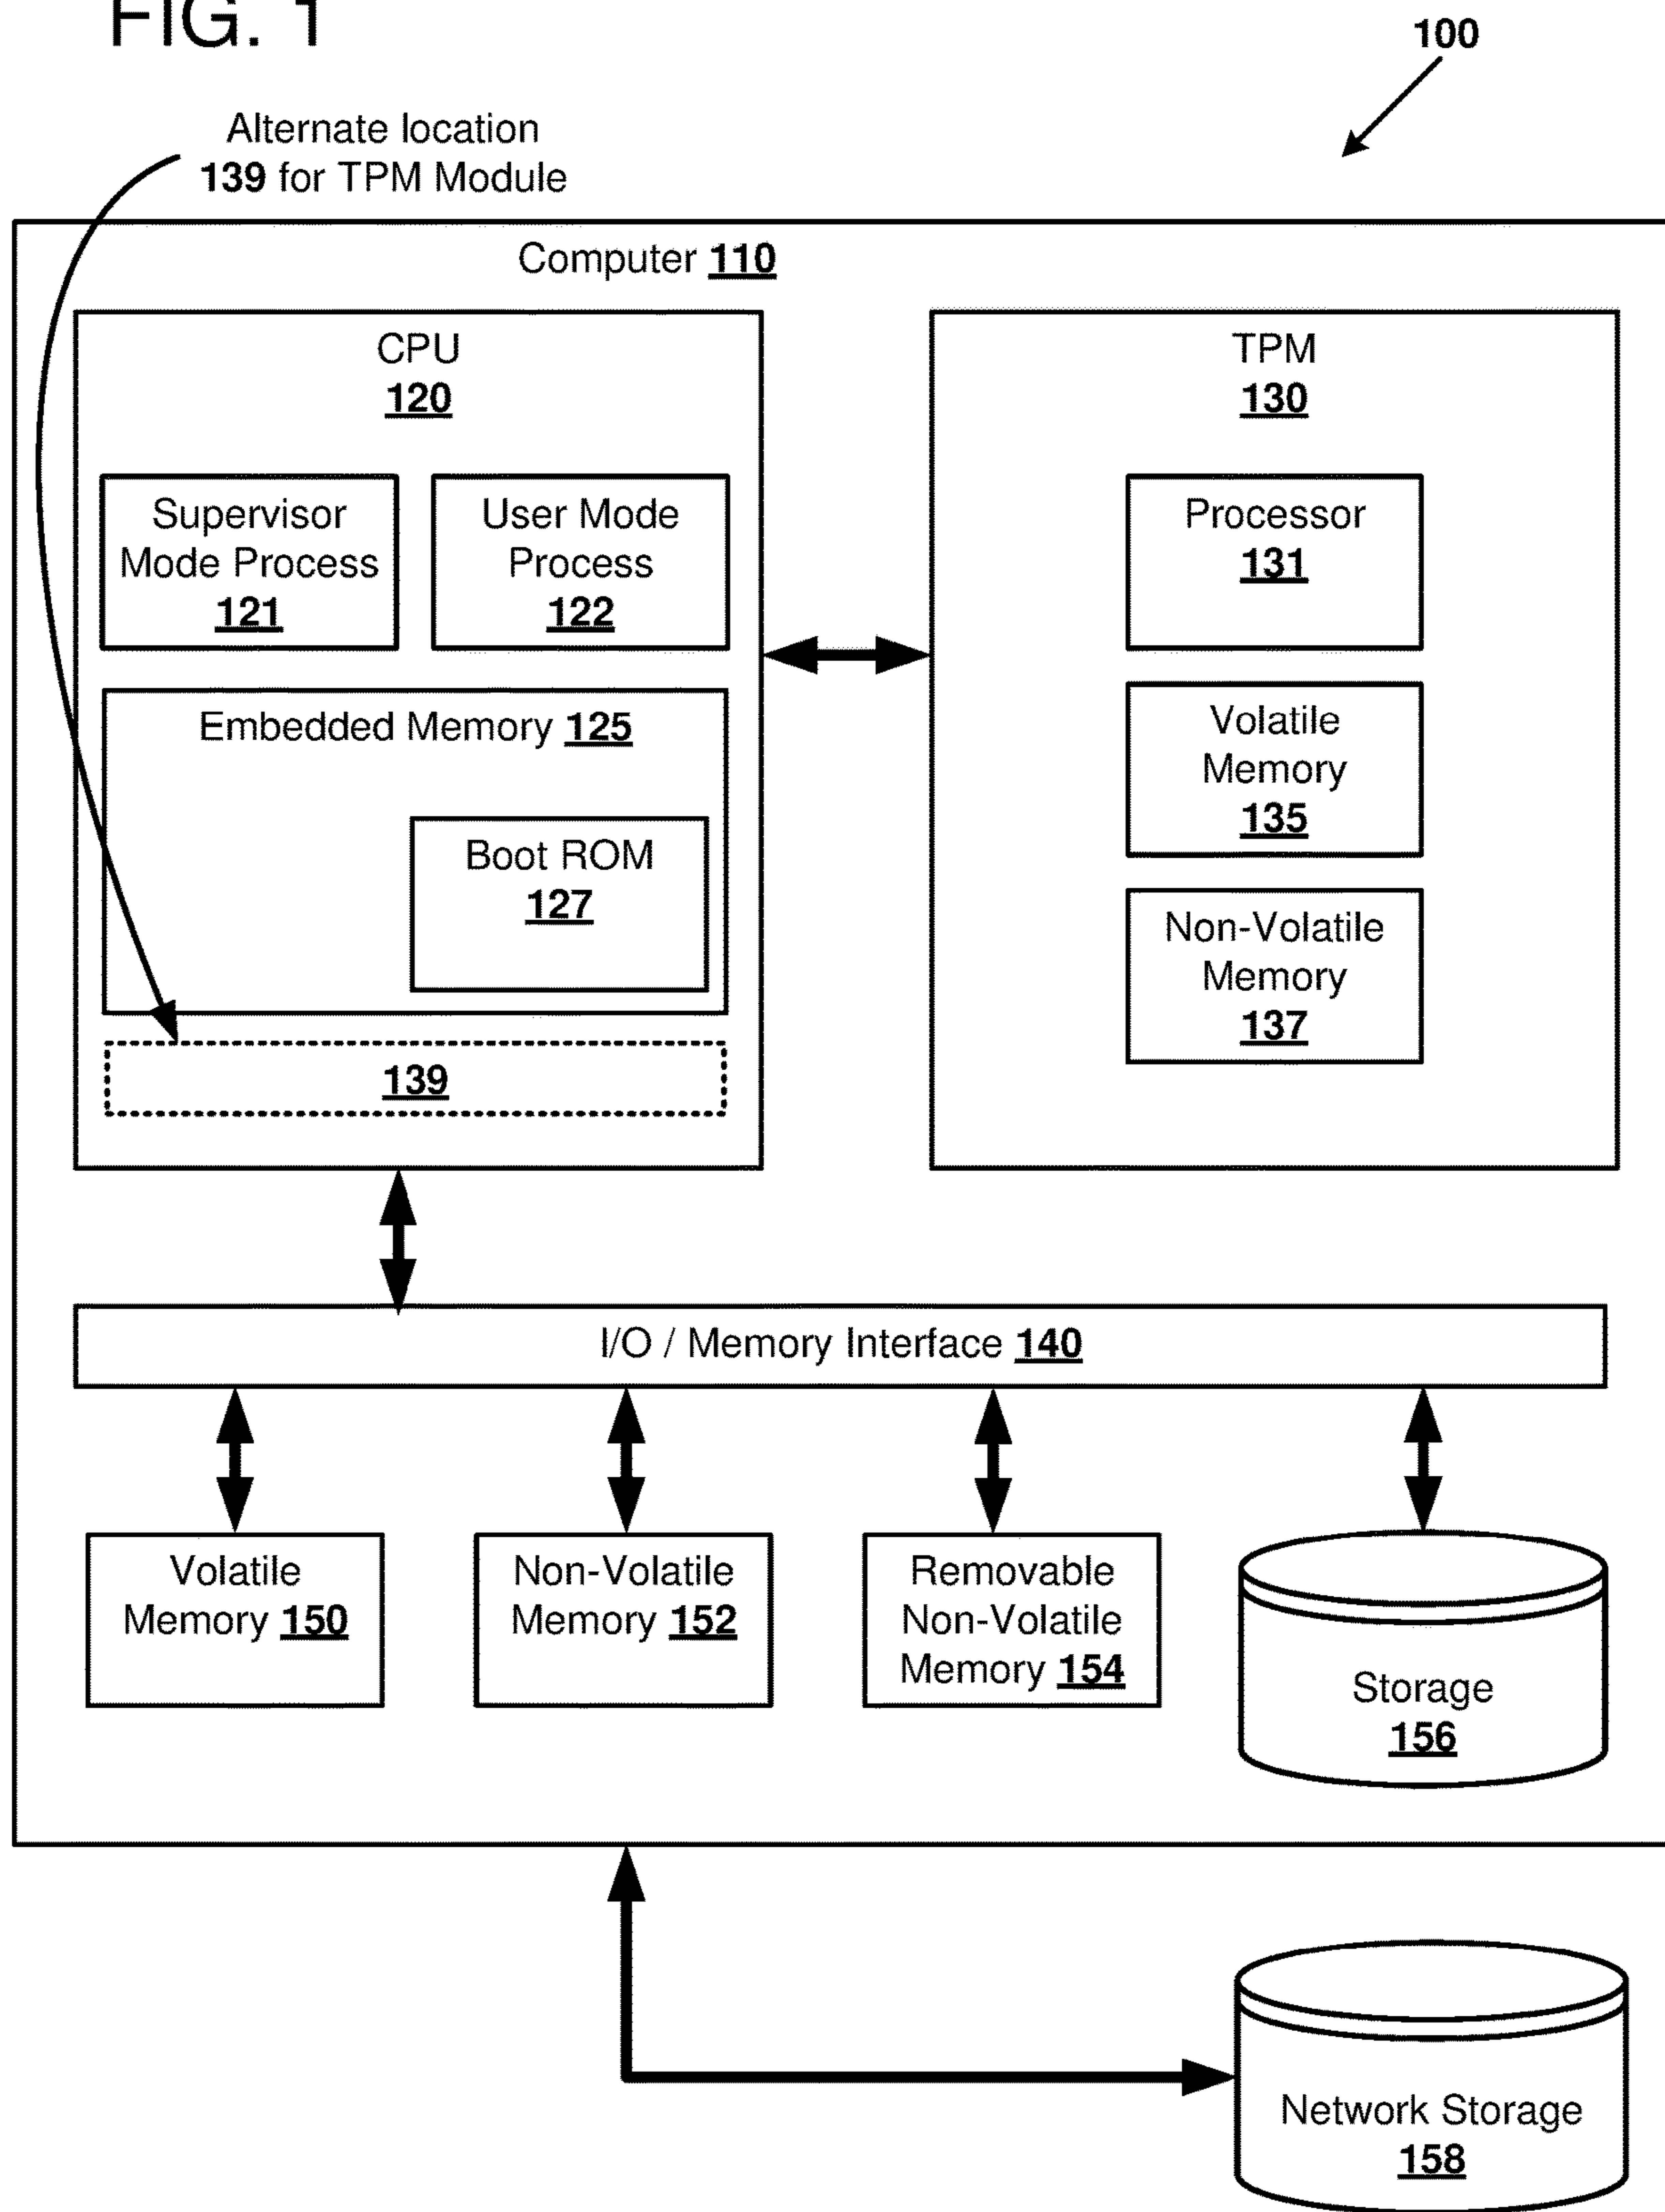 FIG. 1
100
Alternate location
139 for TPM Module
Computer 110
CPU
120
Supervisor
Mode Process
121
User Mode
Process
122
Embedded Memory 125
Boot ROM
127
139
TPM
130
Processor
131
Volatile
Memory
135
Non-Volatile
Memory
137
I/O / Memory Interface 140
Volatile
Memory 150
Non-Volatile
Memory 152
Removable
Non-Volatile
Memory 154
Storage
156
Network Storage
158